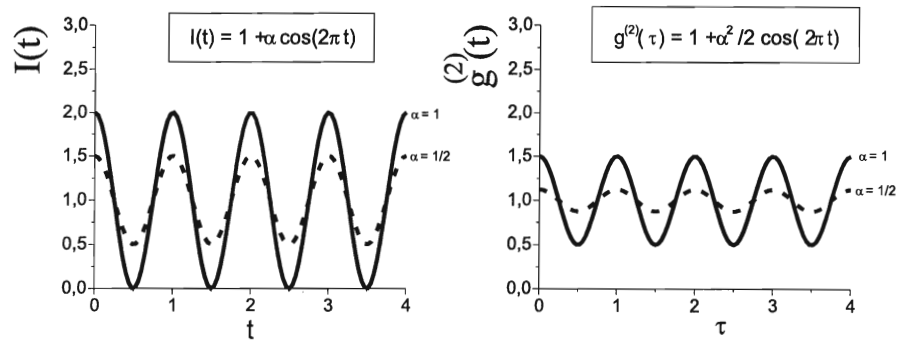 I(t)
3,0
2,5
2,0
1,5
1,0
0,5
0,0
I(t) = 1 +α cos(2π t)
α = 1
α = 1/2
0 1 2 3 4
t
g⁽²⁾(t)
3,0
2,5
2,0
1,5
1,0
0,5
0,0
g⁽²⁾( τ ) = 1 +α² /2 cos( 2π t)
α = 1
α = 1/2
0 1 2 3 4
τ